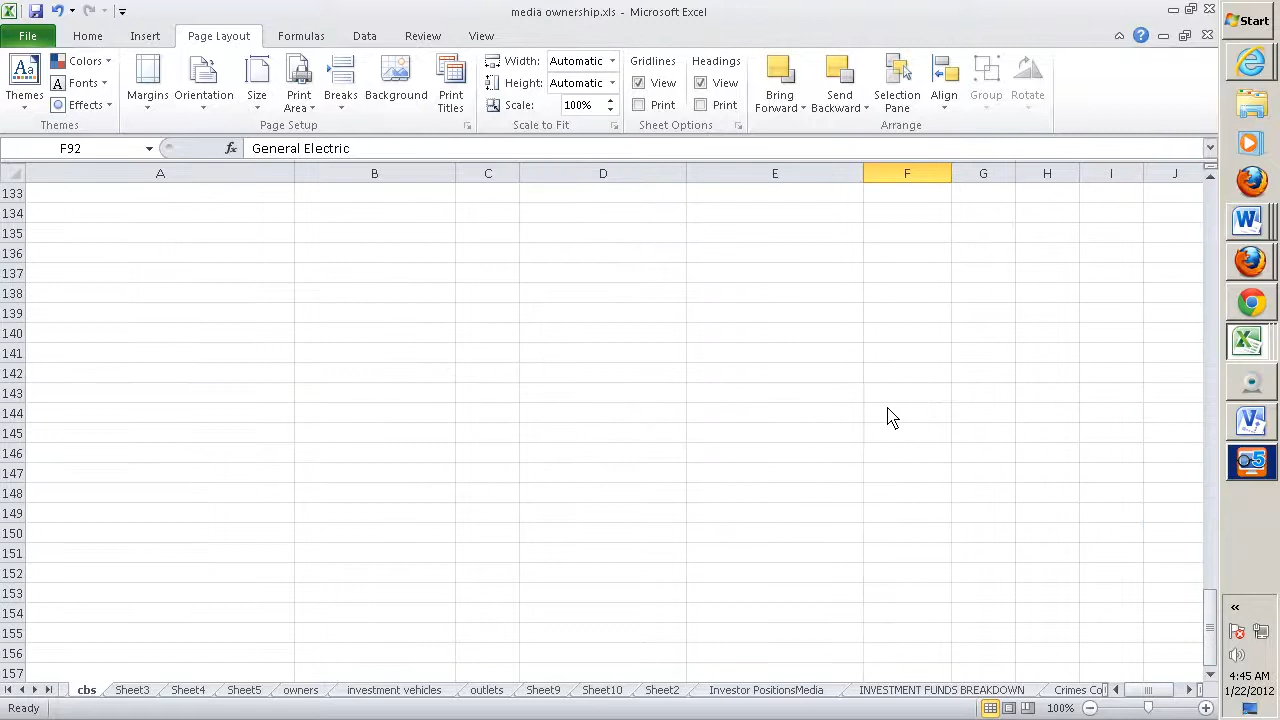 media ownership.xls - Microsoft Excel
File Home Insert Page Layout Formulas Data Review View
Themes Colors Fonts Effects Margins Orientation Size Print Area Breaks Background Print Titles Width: Automatic Height: Automatic Scale: 100% Gridlines View Print Headings View Print Bring Forward Send Backward Selection Pane Align Group Rotate
Themes Page Setup Scale to Fit Sheet Options Arrange
F92 fx General Electric
A B C D E F G H I J
133
134
135
136
137
138
139
140
141
142
143
144
145
146
147
148
149
150
151
152
153
154
155
156
157
cbs Sheet3 Sheet4 Sheet5 owners investment vehicles outlets Sheet9 Sheet10 Sheet2 Investor PositionsMedia INVESTMENT FUNDS BREAKDOWN Crimes Co
Ready 100%
Start
4:45 AM
1/22/2012